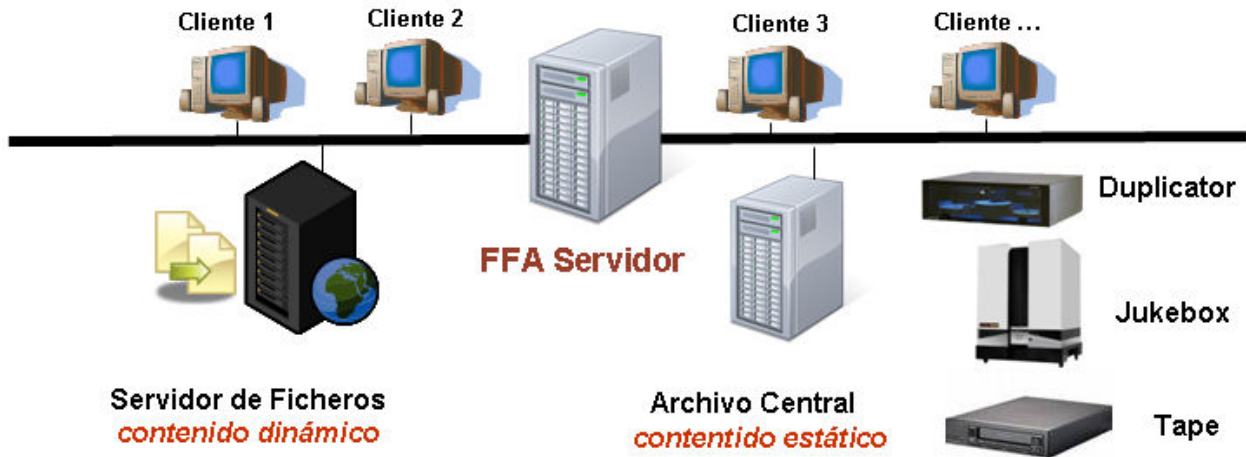 Cliente 1
Cliente 2
Cliente 3
Cliente ...
Duplicator
FFA Servidor
Jukebox
Servidor de Ficheros
contenido dinámico
Archivo Central
contentido estático
Tape